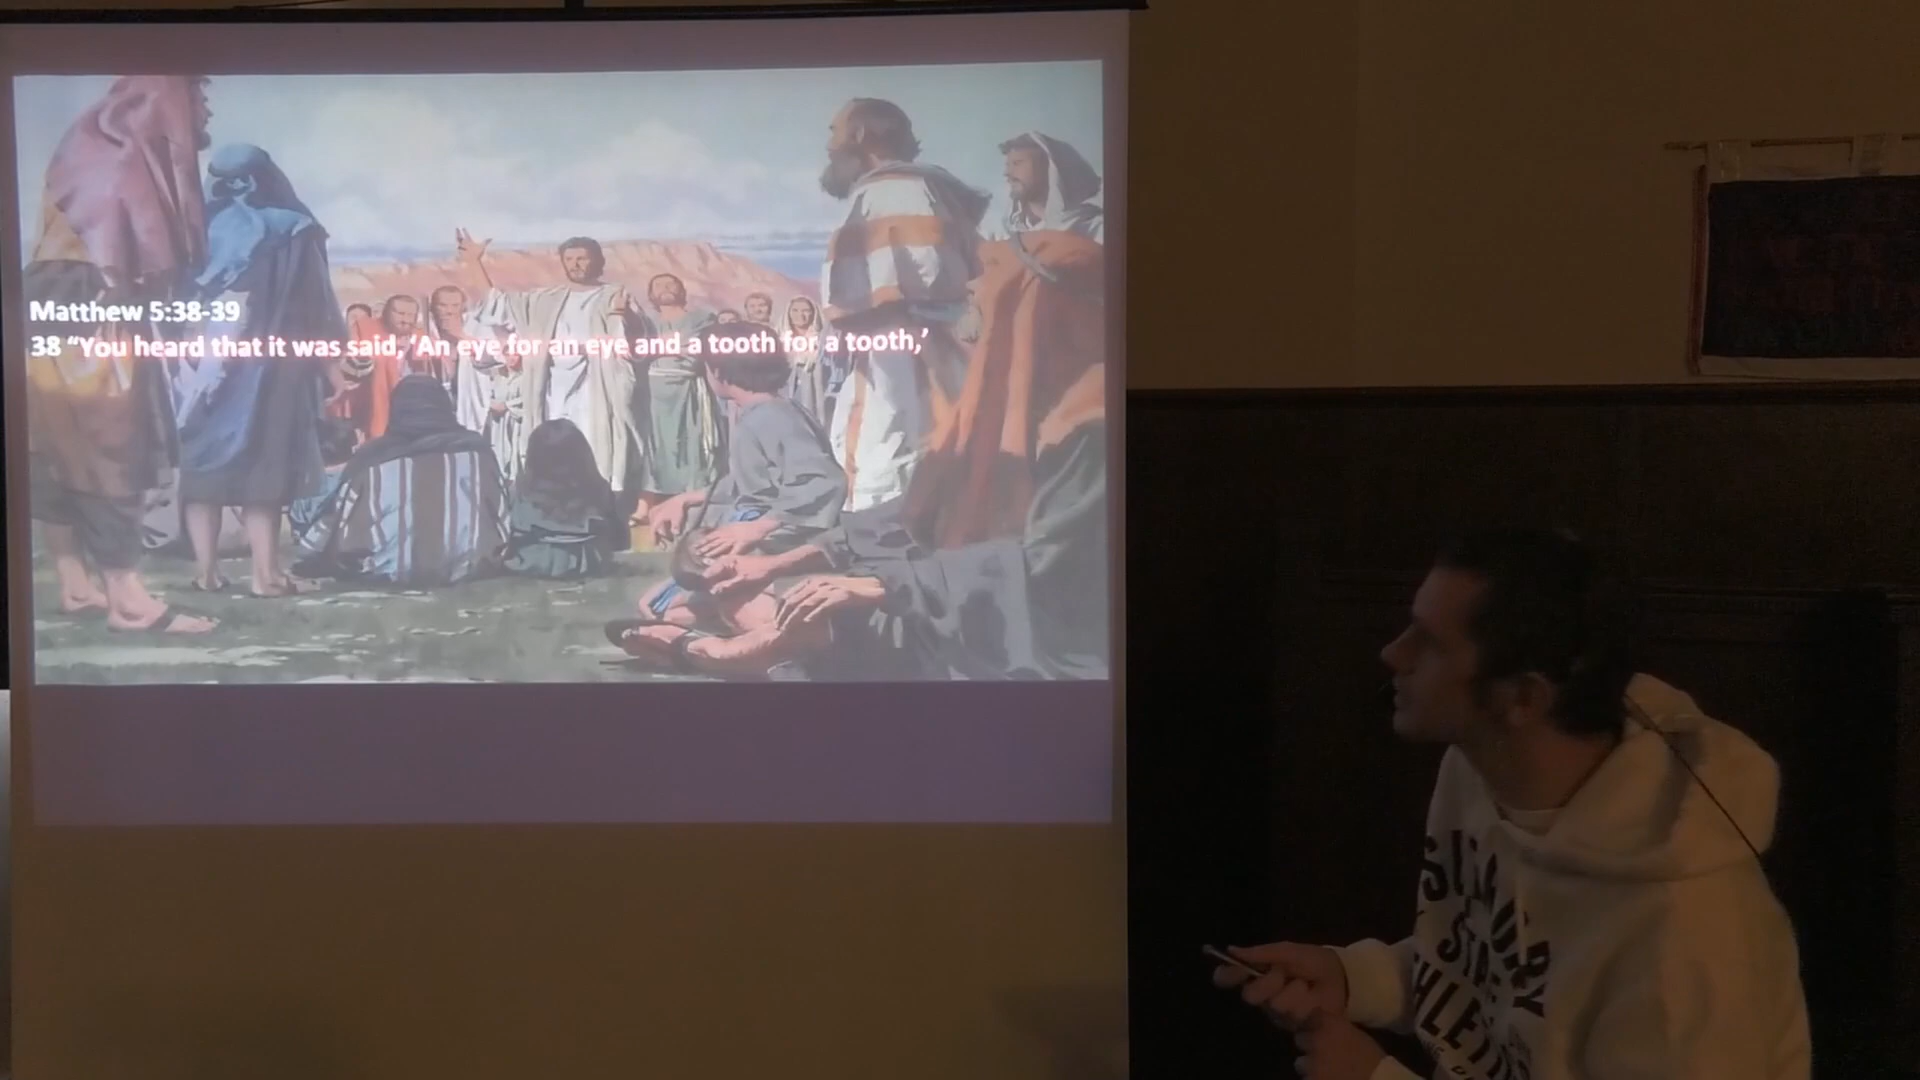 Matthew 5:38-39
38 “You heard that it was said, ‘An eye for an eye and a tooth for a tooth,’